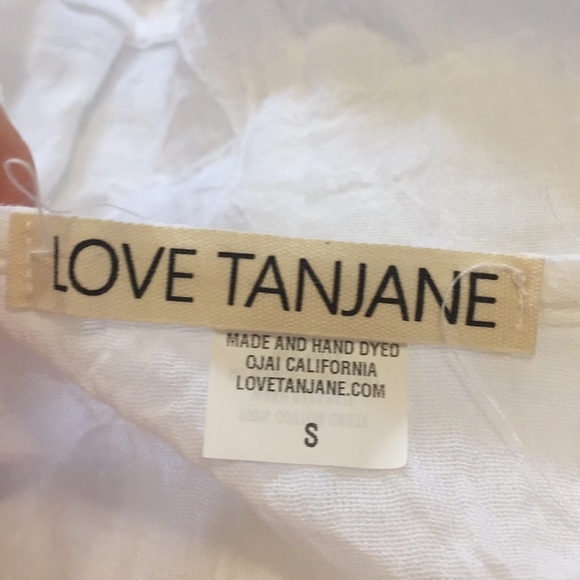 LOVE TANJANE
MADE AND HAND DYED
OJAI CALIFORNIA
LOVETANJANE.COM
S